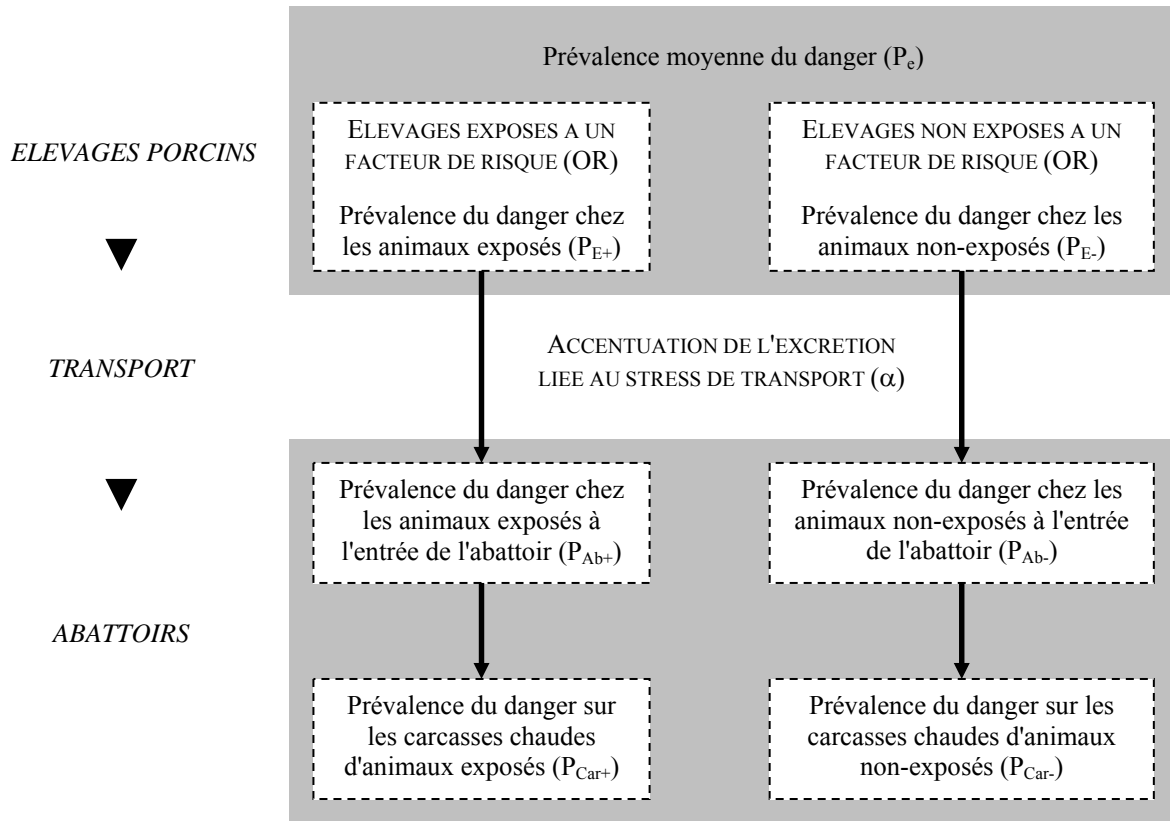 Prévalence moyenne du danger (Pe)
ELEVAGES PORCINS
ELEVAGES EXPOSES A UN
FACTEUR DE RISQUE (OR)
Prévalence du danger chez
les animaux exposés (PE+)
ELEVAGES NON EXPOSES A UN
FACTEUR DE RISQUE (OR)
Prévalence du danger chez les
animaux non-exposés (PE-)
TRANSPORT
ACCENTUATION DE L'EXCRETION
LIEE AU STRESS DE TRANSPORT (α)
Prévalence du danger chez
les animaux exposés à
l'entrée de l'abattoir (PAb+)
Prévalence du danger chez les
animaux non-exposés à l'entrée
de l'abattoir (PAb-)
ABATTOIRS
Prévalence du danger sur
les carcasses chaudes
d'animaux exposés (PCar+)
Prévalence du danger sur les
carcasses chaudes d'animaux
non-exposés (PCar-)